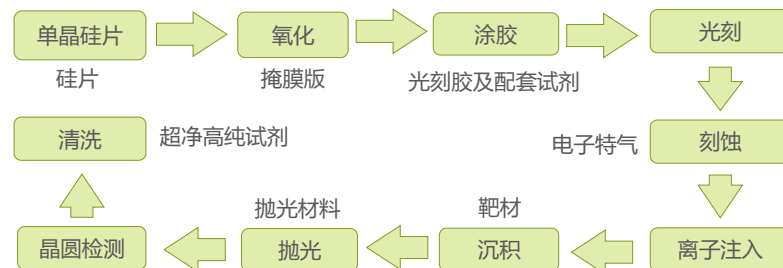 单晶硅片
氧化
涂胶
光刻
硅片
掩膜版
光刻胶及配套试剂
清洗
超净高纯试剂
电子特气
刻蚀
抛光材料
靶材
晶圆检测
抛光
沉积
离子注入